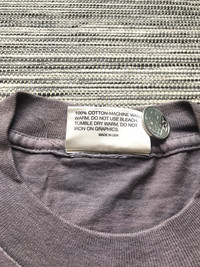 100% COTTON-MACHINE WASH
WARM, DO NOT USE BLEACH,
TUMBLE DRY WARM, DO NOT
IRON ON GRAPHICS.
MADE IN USA